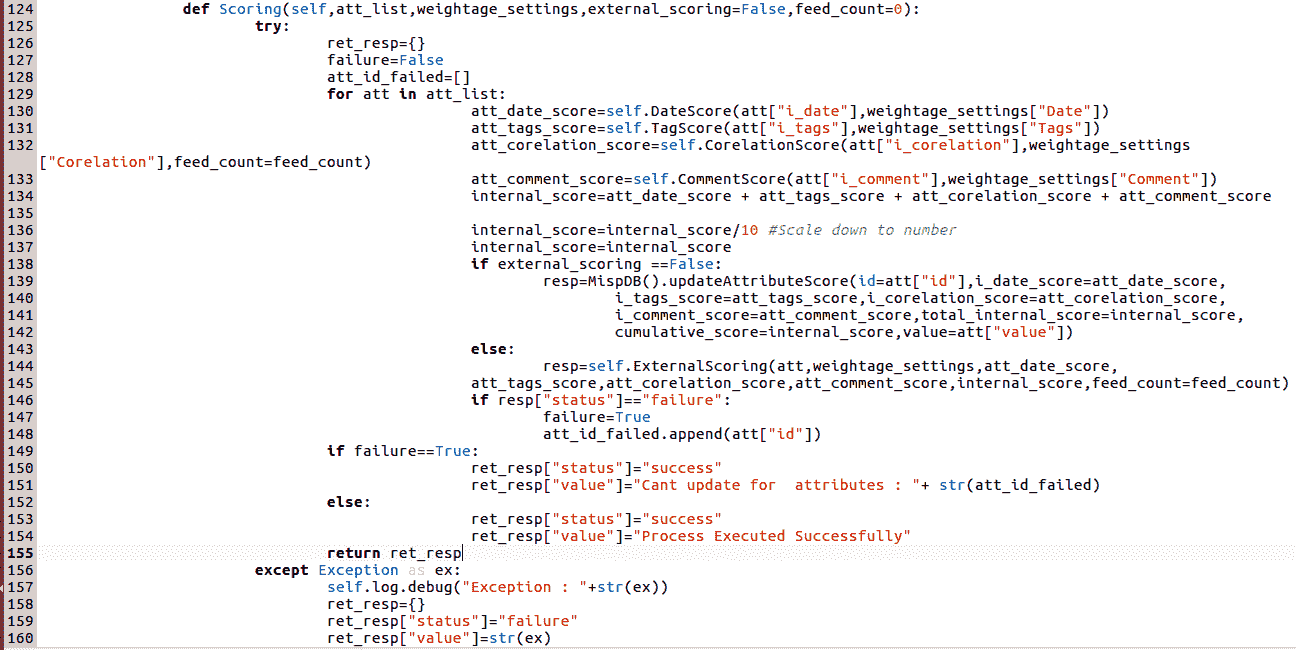 124 def Scoring(self,att_list,weightage_settings,external_scoring=False,feed_count=0):
125 try:
126 ret_resp={}
127 failure=False
128 att_id_failed=[]
129 for att in att_list:
130 att_date_score=self.DateScore(att["i_date"],weightage_settings["Date"])
131 att_tags_score=self.TagScore(att["i_tags"],weightage_settings["Tags"])
132 att_corelation_score=self.CorelationScore(att["i_corelation"],weightage_settings
["Corelation"],feed_count=feed_count)
133 att_comment_score=self.CommentScore(att["i_comment"],weightage_settings["Comment"])
134 internal_score=att_date_score + att_tags_score + att_corelation_score + att_comment_score
135
136 internal_score=internal_score/10 #Scale down to number
137 internal_score=internal_score
138 if external_scoring ==False:
139 resp=MispDB().updateAttributeScore(id=att["id"],i_date_score=att_date_score,
140 i_tags_score=att_tags_score,i_corelation_score=att_corelation_score,
141 i_comment_score=att_comment_score,total_internal_score=internal_score,
142 cumulative_score=internal_score,value=att["value"])
143 else:
144 resp=self.ExternalScoring(att,weightage_settings,att_date_score,
145 att_tags_score,att_corelation_score,att_comment_score,internal_score,feed_count=feed_count)
146 if resp["status"]=="failure":
147 failure=True
148 att_id_failed.append(att["id"])
149 if failure==True:
150 ret_resp["status"]="success"
151 ret_resp["value"]="Cant update for  attributes : "+ str(att_id_failed)
152 else:
153 ret_resp["status"]="success"
154 ret_resp["value"]="Process Executed Successfully"
155 return ret_resp
156 except Exception as ex:
157 self.log.debug("Exception : "+str(ex))
158 ret_resp={}
159 ret_resp["status"]="failure"
160 ret_resp["value"]=str(ex)